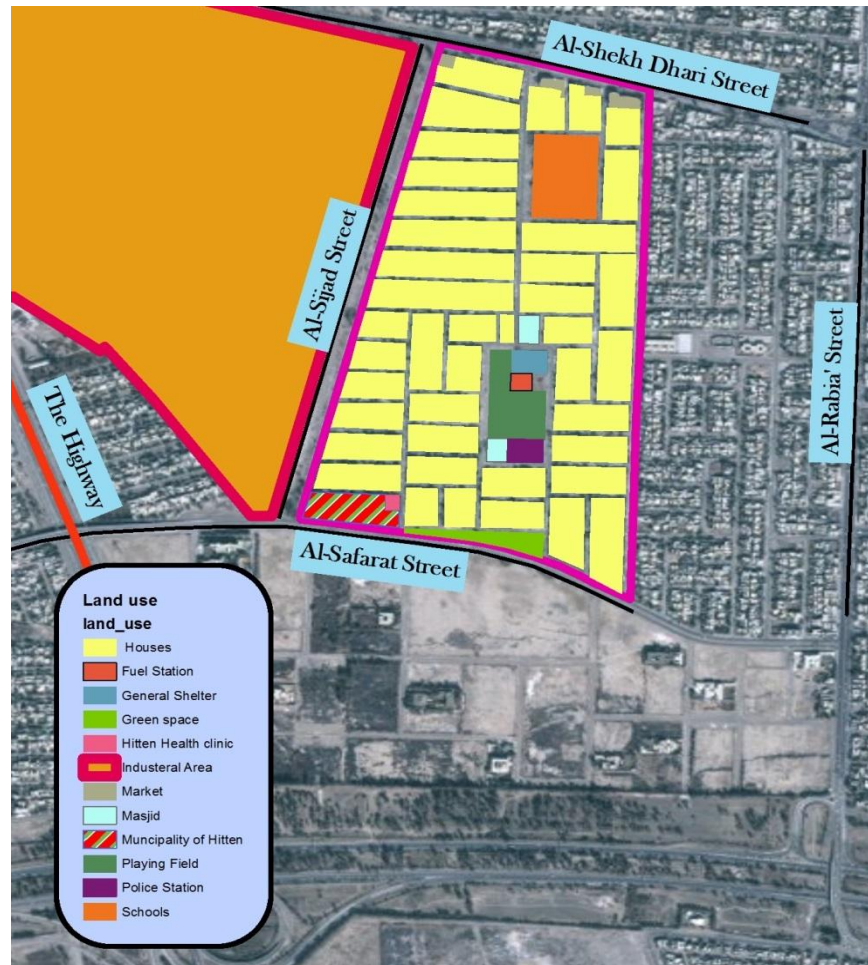 Al-Shekh Dhari Street
Al-Sijad Street
Al-Rabia' Street
The Highway
Al-Safarat Street
Land use
land_use
Houses
Fuel Station
General Shelter
Green space
Hitten Health clinic
Industeral Area
Market
Masjid
Muncipality of Hitten
Playing Field
Police Station
Schools